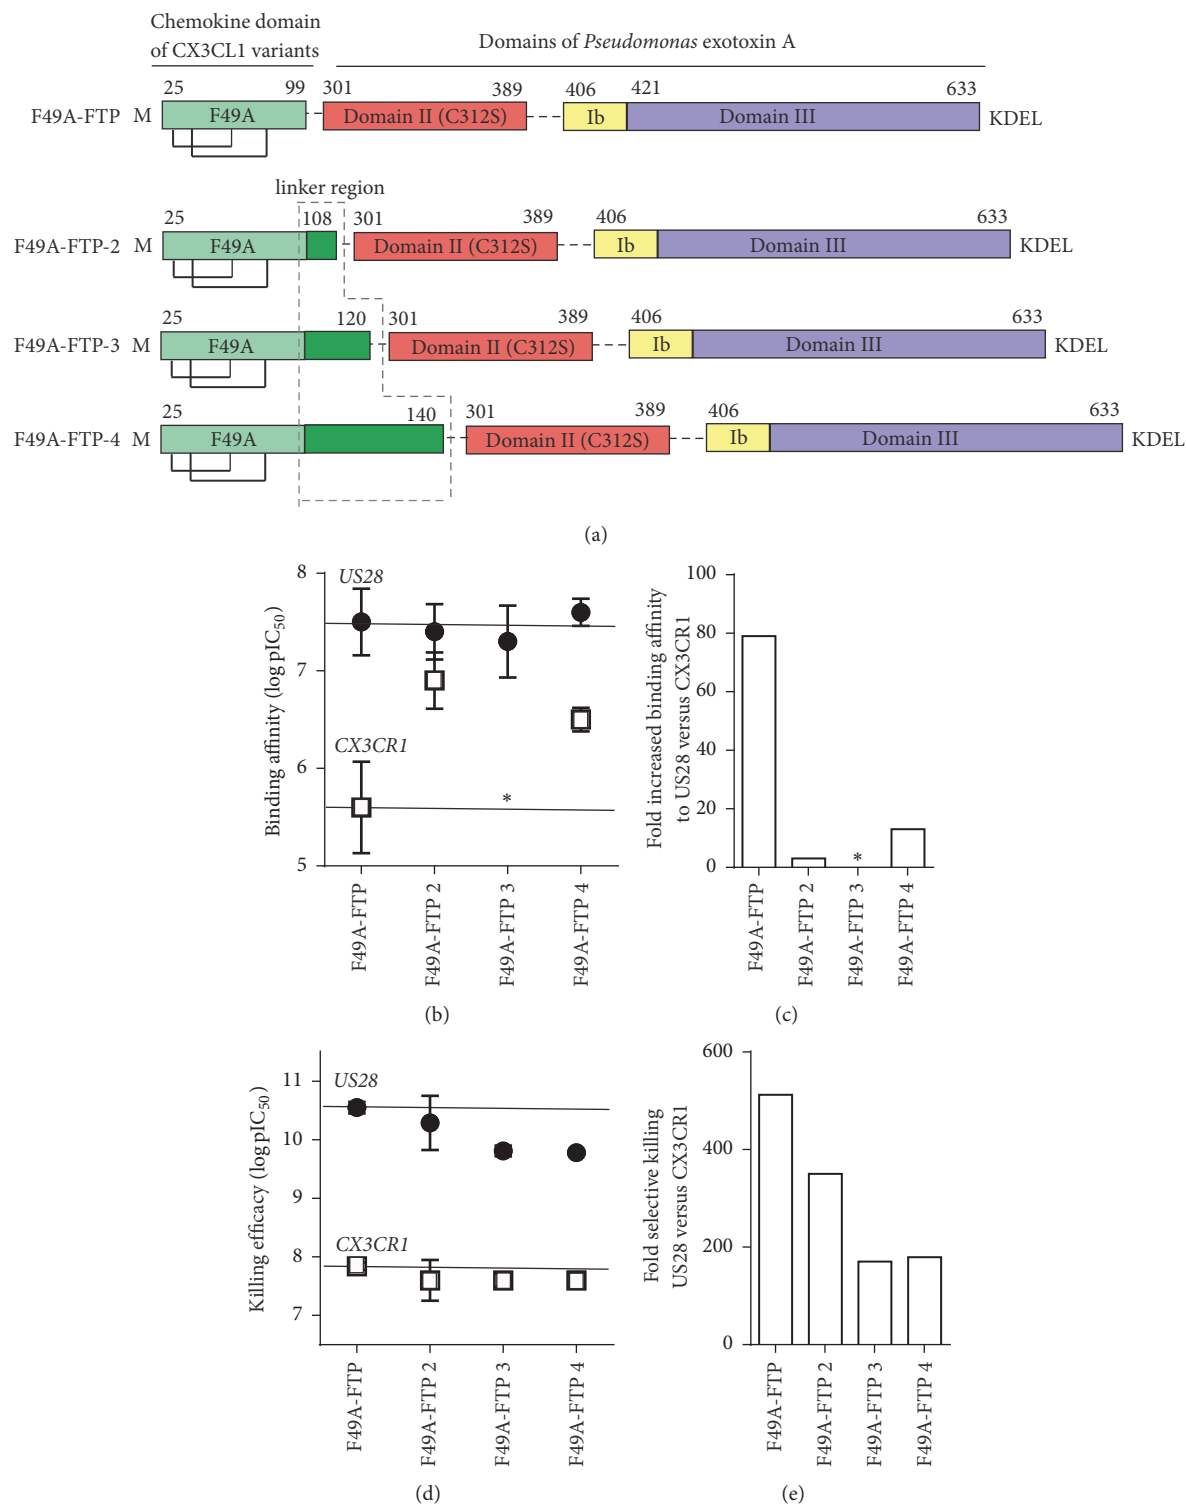 Chemokine domain
of CX3CL1 variants
Domains of Pseudomonas exotoxin A
25 99 301 389 406 421 633
F49A-FTP M F49A Domain II (C312S) Ib Domain III KDEL
linker region
25 108 301 389 406 633
F49A-FTP-2 M F49A Domain II (C312S) Ib Domain III KDEL
25 120 301 389 406 633
F49A-FTP-3 M F49A Domain II (C312S) Ib Domain III KDEL
25 140 301 389 406 633
F49A-FTP-4 M F49A Domain II (C312S) Ib Domain III KDEL
(a)
Binding affinity (log pIC50)
8
7
6
5
US28
CX3CR1
*
F49A-FTP
F49A-FTP 2
F49A-FTP 3
F49A-FTP 4
(b)
Fold increased binding affinity
to US28 versus CX3CR1
100
80
60
40
20
0
*
F49A-FTP
F49A-FTP 2
F49A-FTP 3
F49A-FTP 4
(c)
Killing efficacy (log pIC50)
11
10
9
8
7
US28
CX3CR1
F49A-FTP
F49A-FTP 2
F49A-FTP 3
F49A-FTP 4
(d)
Fold selective killing
US28 versus CX3CR1
600
400
200
0
F49A-FTP
F49A-FTP 2
F49A-FTP 3
F49A-FTP 4
(e)